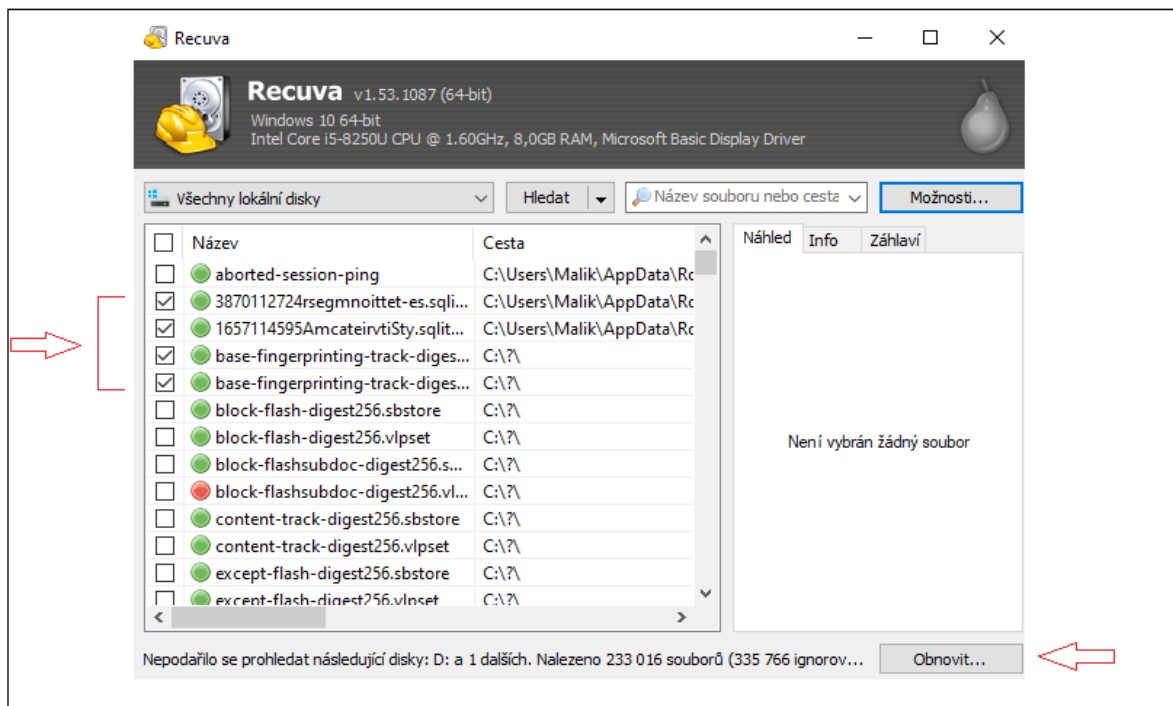 Recuva
Recuva v1.53.1087 (64-bit)
Windows 10 64-bit
Intel Core i5-8250U CPU @ 1.60GHz, 8,0GB RAM, Microsoft Basic Display Driver
Všechny lokální disky Hledat Název souboru nebo cesta Možnosti...
Název Cesta Náhled Info Záhlaví
aborted-session-ping C:\Users\Malik\AppData\Rc
3870112724rsegmnoittet-es.sqli... C:\Users\Malik\AppData\Rc
1657114595AmcateirvtiSty.sqlit... C:\Users\Malik\AppData\Rc
base-fingerprinting-track-diges... C:\?\
base-fingerprinting-track-diges... C:\?\
block-flash-digest256.sbstore C:\?\
block-flash-digest256.vlpset C:\?\
Není vybrán žádný soubor
block-flashsubdoc-digest256.s... C:\?\
block-flashsubdoc-digest256.vl... C:\?\
content-track-digest256.sbstore C:\?\
content-track-digest256.vlpset C:\?\
except-flash-digest256.sbstore C:\?\
except-flash-digest256.vlpset C:\?\
Nepodařilo se prohledat následující disky: D: a 1 dalších. Nalezeno 233 016 souborů (335 766 ignorov... Obnovit...